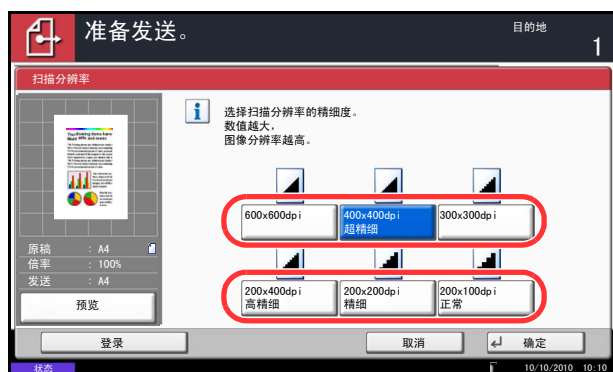 准备发送。
目的地
1
扫描分辨率
选择扫描分辨率的精细度。
数值越大，
图像分辨率越高。
600x600dpi
400x400dpi
超精细
300x300dpi
200x400dpi
高精细
200x200dpi
精细
200x100dpi
正常
原稿 : A4
倍率 : 100%
发送 : A4
预览
登录
取消
确定
状态
10/10/2010 10:10